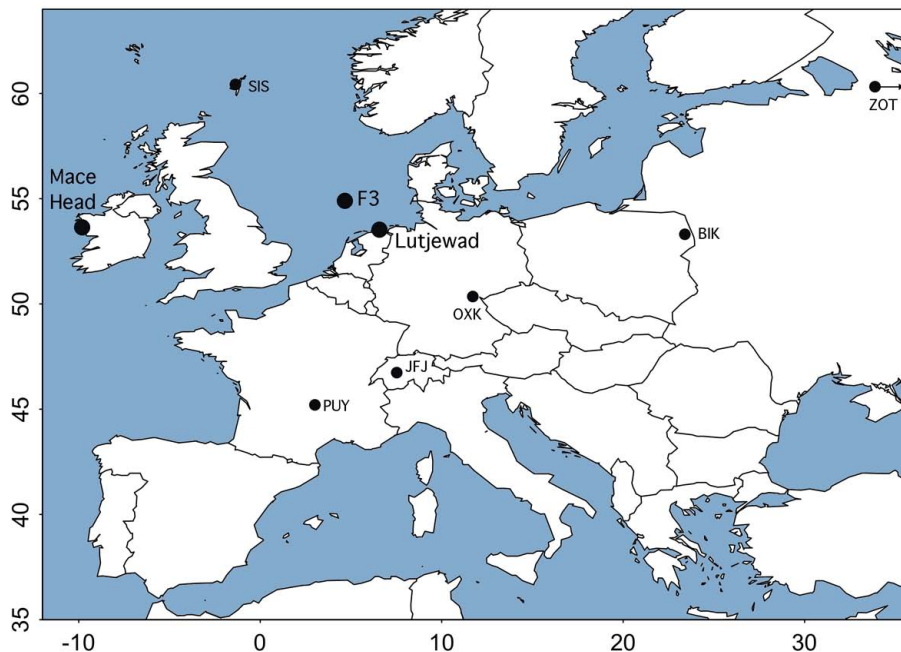 60
55
50
45
40
35
-10
0
10
20
30
SIS
ZOT
Mace
Head
F3
Lutjewad
BIK
OXK
JFJ
PUY